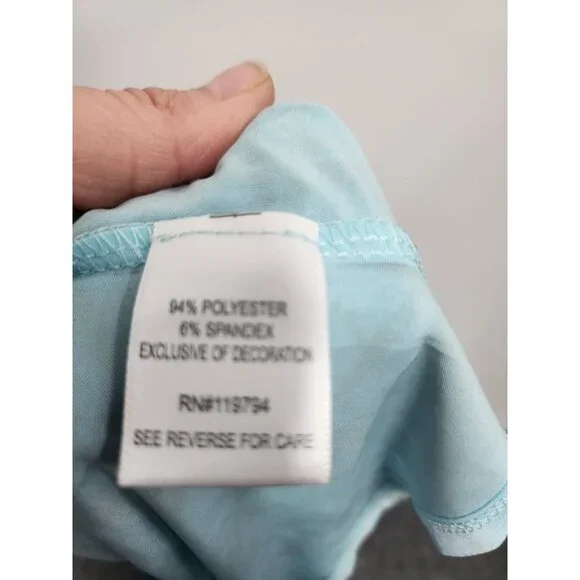 94% POLYESTER
6% SPANDEX
EXCLUSIVE OF DECORATION
RN#119794
SEE REVERSE FOR CARE